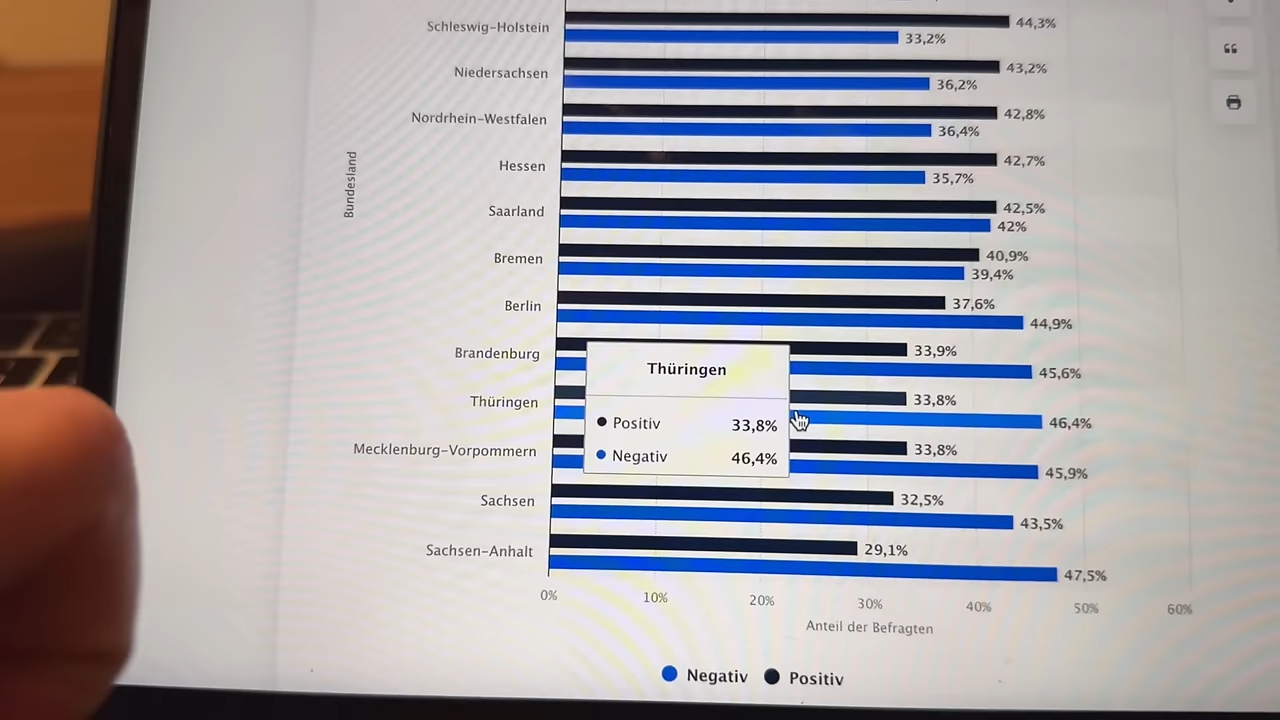 Schleswig-Holstein 44,3%
33,2%
Niedersachsen 43,2%
36,2%
Nordrhein-Westfalen 42,8%
36,4%
Hessen 42,7%
35,7%
Bundesland
Saarland 42,5%
42%
Bremen 40,9%
39,4%
Berlin 37,6%
44,9%
Brandenburg 33,9%
45,6%
Thüringen
Thüringen 33,8%
46,4%
Positiv 33,8%
Negativ 46,4%
Mecklenburg-Vorpommern 33,8%
45,9%
Sachsen 32,5%
43,5%
Sachsen-Anhalt 29,1%
47,5%
0% 10% 20% 30% 40% 50% 60%
Anteil der Befragten
Negativ Positiv